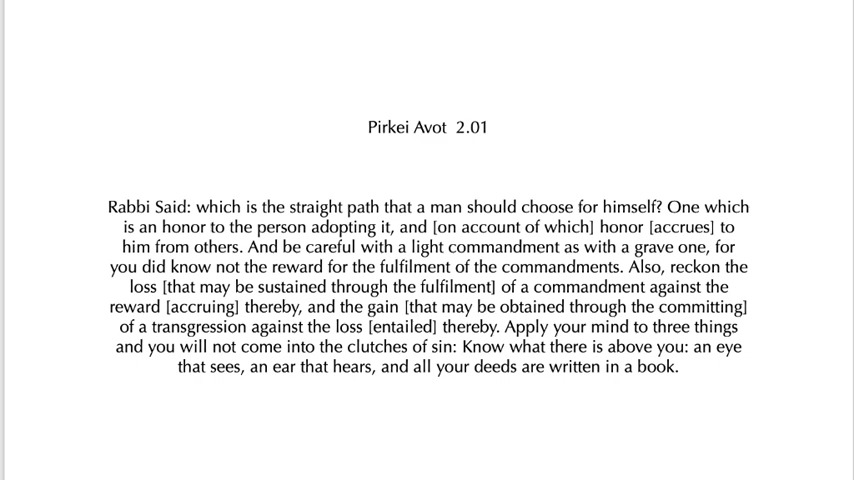 Pirkei Avot 2.01
Rabbi Said: which is the straight path that a man should choose for himself? One which
is an honor to the person adopting it, and [on account of which] honor [accrues] to
him from others. And be careful with a light commandment as with a grave one, for
you did know not the reward for the fulfilment of the commandments. Also, reckon the
loss [that may be sustained through the fulfilment] of a commandment against the
reward [accruing] thereby, and the gain [that may be obtained through the committing]
of a transgression against the loss [entailed] thereby. Apply your mind to three things
and you will not come into the clutches of sin: Know what there is above you: an eye
that sees, an ear that hears, and all your deeds are written in a book.